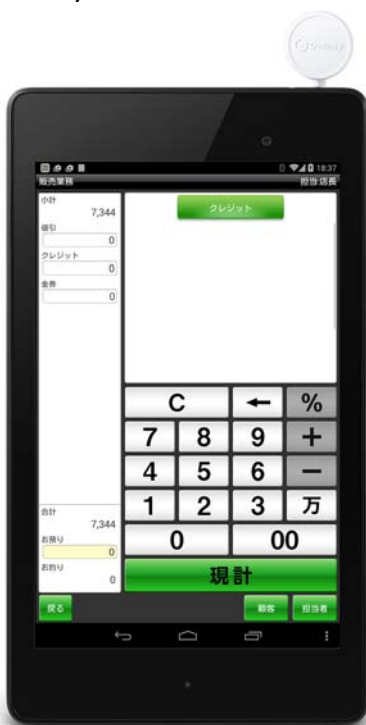 Coiney
18:37
販売業務
担当:店長
小計
7,344
値引
0
クレジット
0
金券
0
合計
7,344
お預り
0
お釣り
0
クレジット
C
←
%
7
8
9
+
4
5
6
-
1
2
3
万
0
00
現計
戻る
顧客
担当者